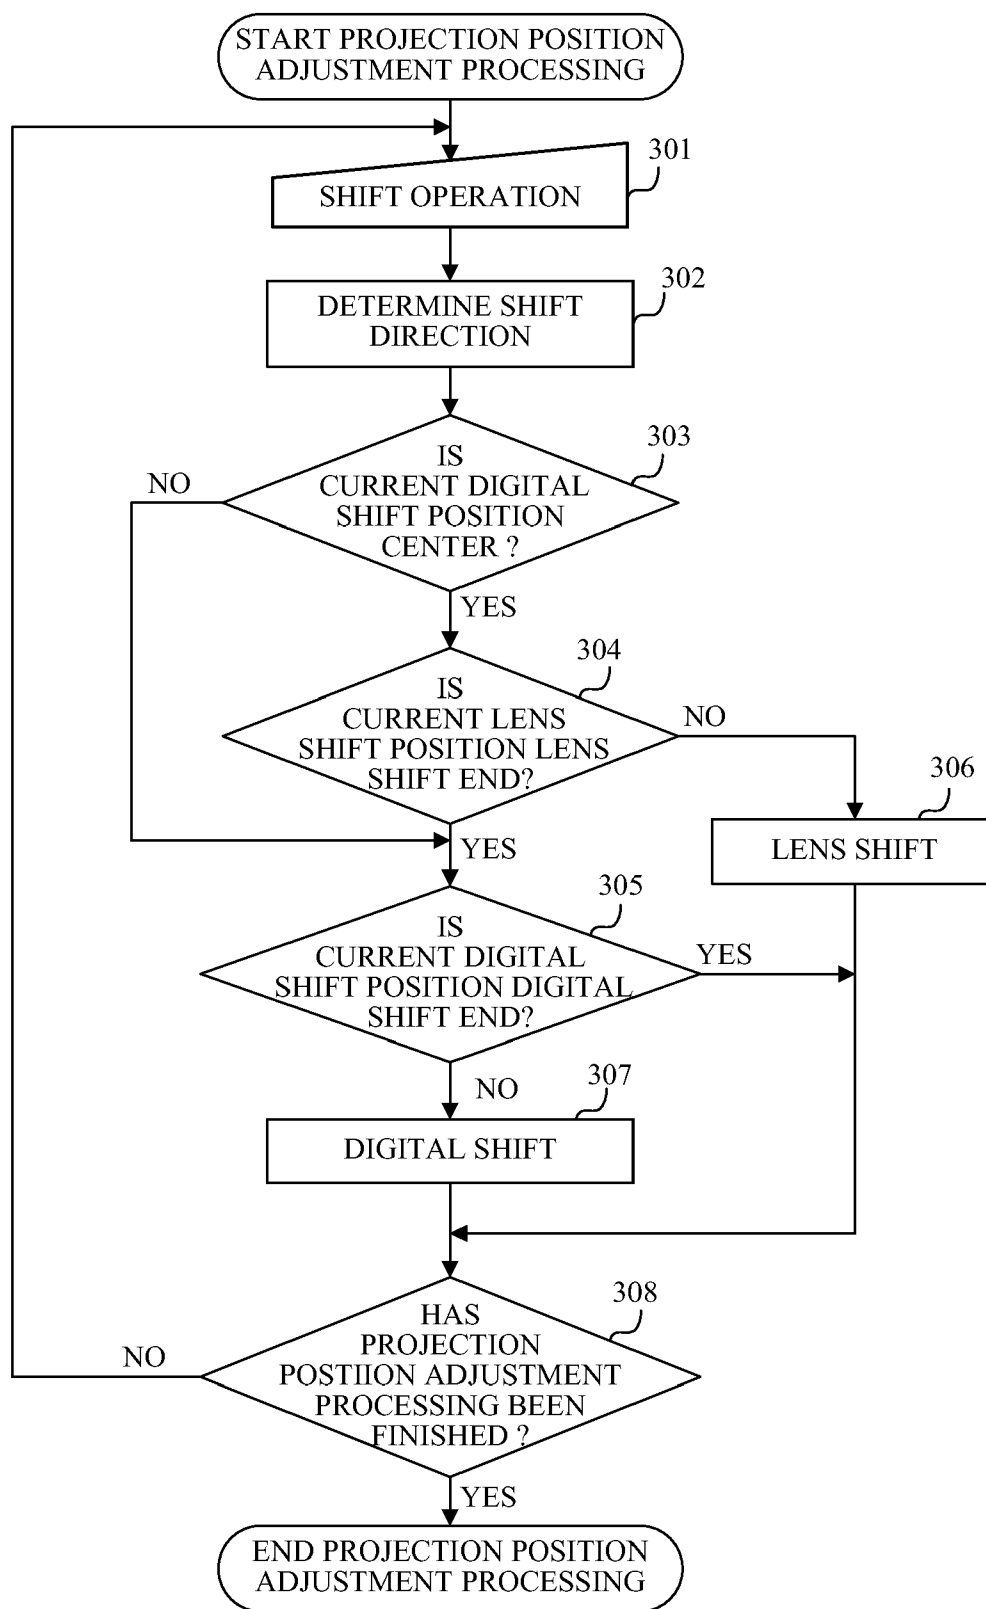 START PROJECTION POSITION
ADJUSTMENT PROCESSING
301
SHIFT OPERATION
302
DETERMINE SHIFT
DIRECTION
303
IS
CURRENT DIGITAL
SHIFT POSITION
CENTER ?
NO
YES
304
IS
CURRENT LENS
SHIFT POSITION LENS
SHIFT END?
NO
306
LENS SHIFT
YES
305
IS
CURRENT DIGITAL
SHIFT POSITION DIGITAL
SHIFT END?
YES
NO
307
DIGITAL SHIFT
308
HAS
PROJECTION
POSTIION ADJUSTMENT
PROCESSING BEEN
FINISHED ?
NO
YES
END PROJECTION POSITION
ADJUSTMENT PROCESSING